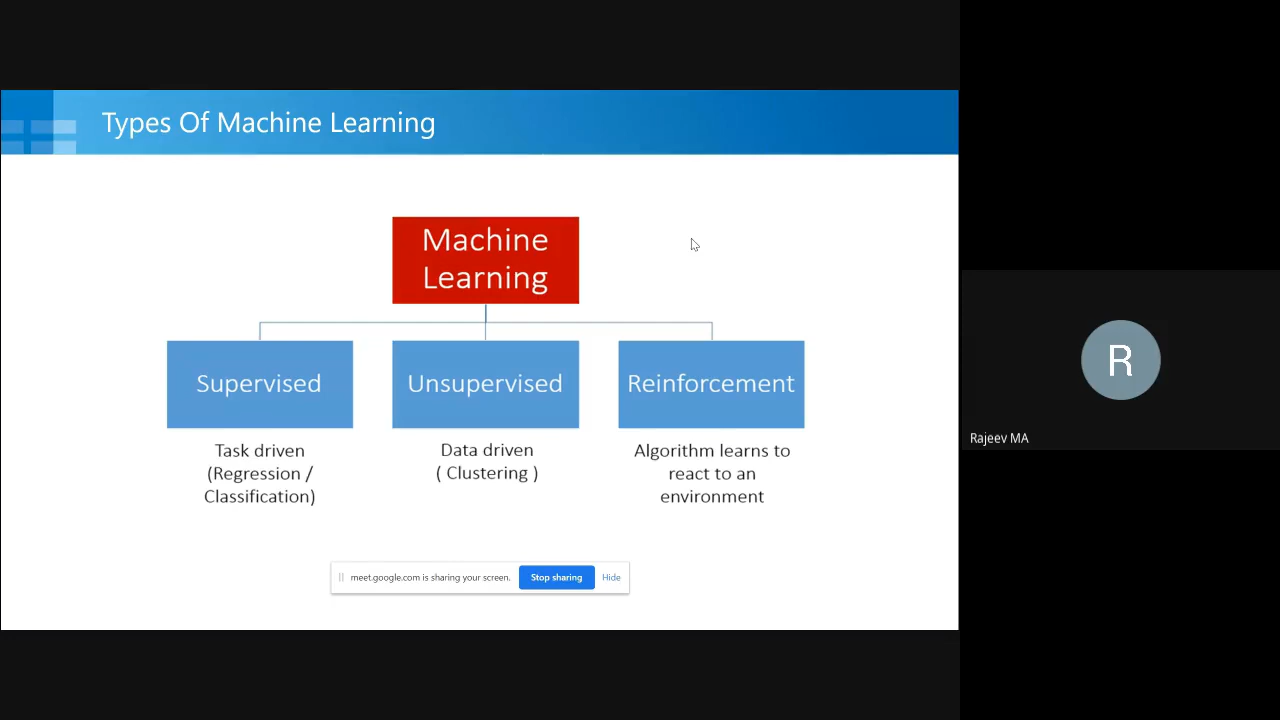 Types Of Machine Learning
Machine
Learning
Supervised
Unsupervised
Reinforcement
Task driven
(Regression /
Classification)
Data driven
( Clustering )
Algorithm learns to
react to an
environment
meet.google.com is sharing your screen.
Stop sharing
Hide
R
Rajeev MA